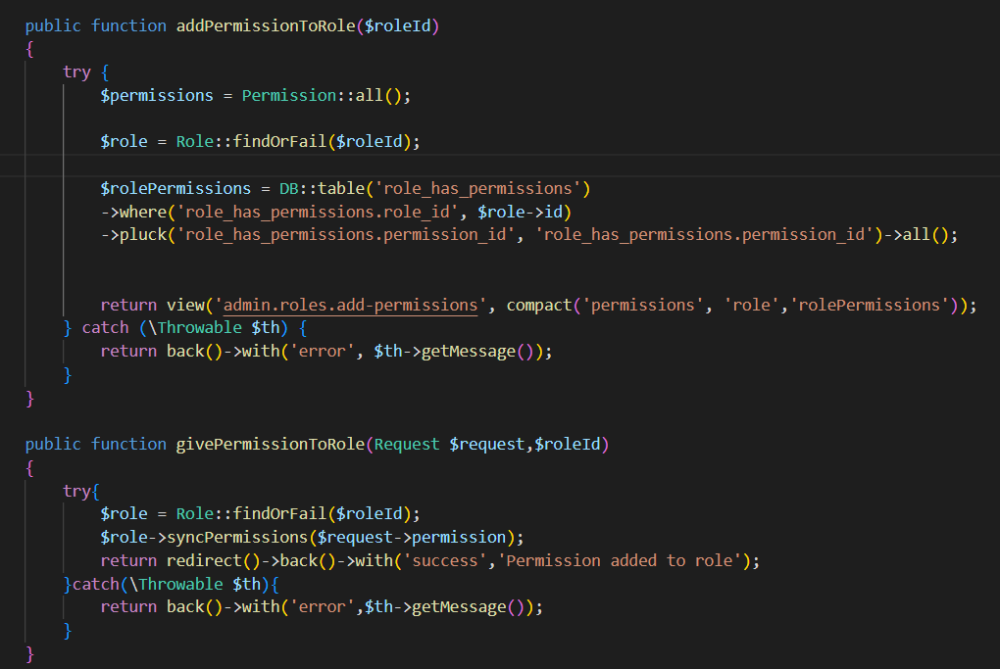 public function addPermissionToRole($roleId)
{
    try {
        $permissions = Permission::all();
        $role = Role::findOrFail($roleId);
        $rolePermissions = DB::table('role_has_permissions')
        ->where('role_has_permissions.role_id', $role->id)
        ->pluck('role_has_permissions.permission_id', 'role_has_permissions.permission_id')->all();
        return view('admin.roles.add-permissions', compact('permissions', 'role','rolePermissions'));
    } catch (\Throwable $th) {
        return back()->with('error', $th->getMessage());
    }
}
public function givePermissionToRole(Request $request,$roleId)
{
    try{
        $role = Role::findOrFail($roleId);
        $role->syncPermissions($request->permission);
        return redirect()->back()->with('success','Permission added to role');
    }catch(\Throwable $th){
        return back()->with('error',$th->getMessage());
    }
}